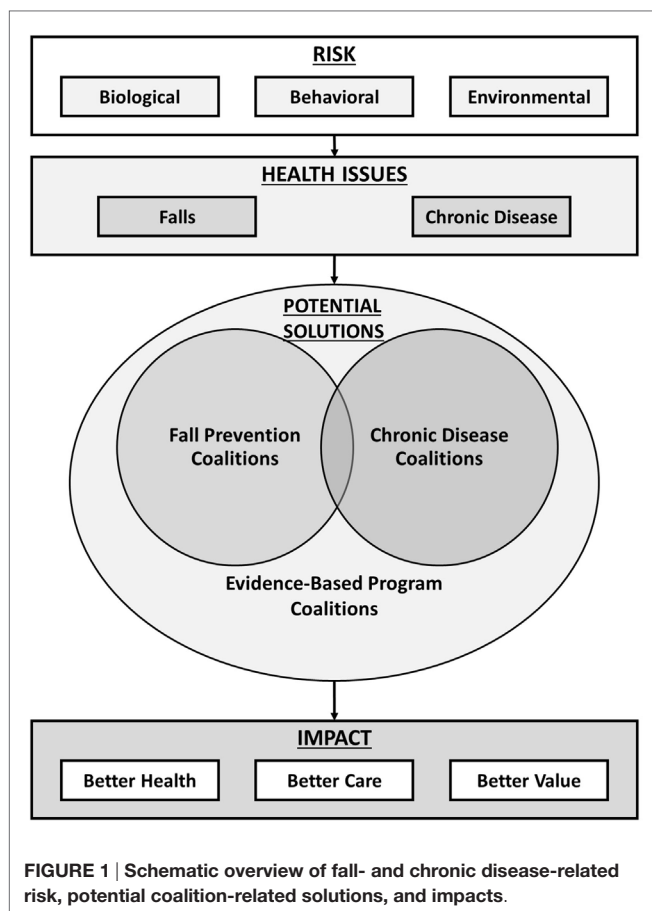 RISK
Biological Behavioral Environmental
HEALTH ISSUES
Falls Chronic Disease
POTENTIAL
SOLUTIONS
Fall Prevention
Coalitions
Chronic Disease
Coalitions
Evidence-Based Program
Coalitions
IMPACT
Better Health Better Care Better Value
FIGURE 1 | Schematic overview of fall- and chronic disease-related
risk, potential coalition-related solutions, and impacts.